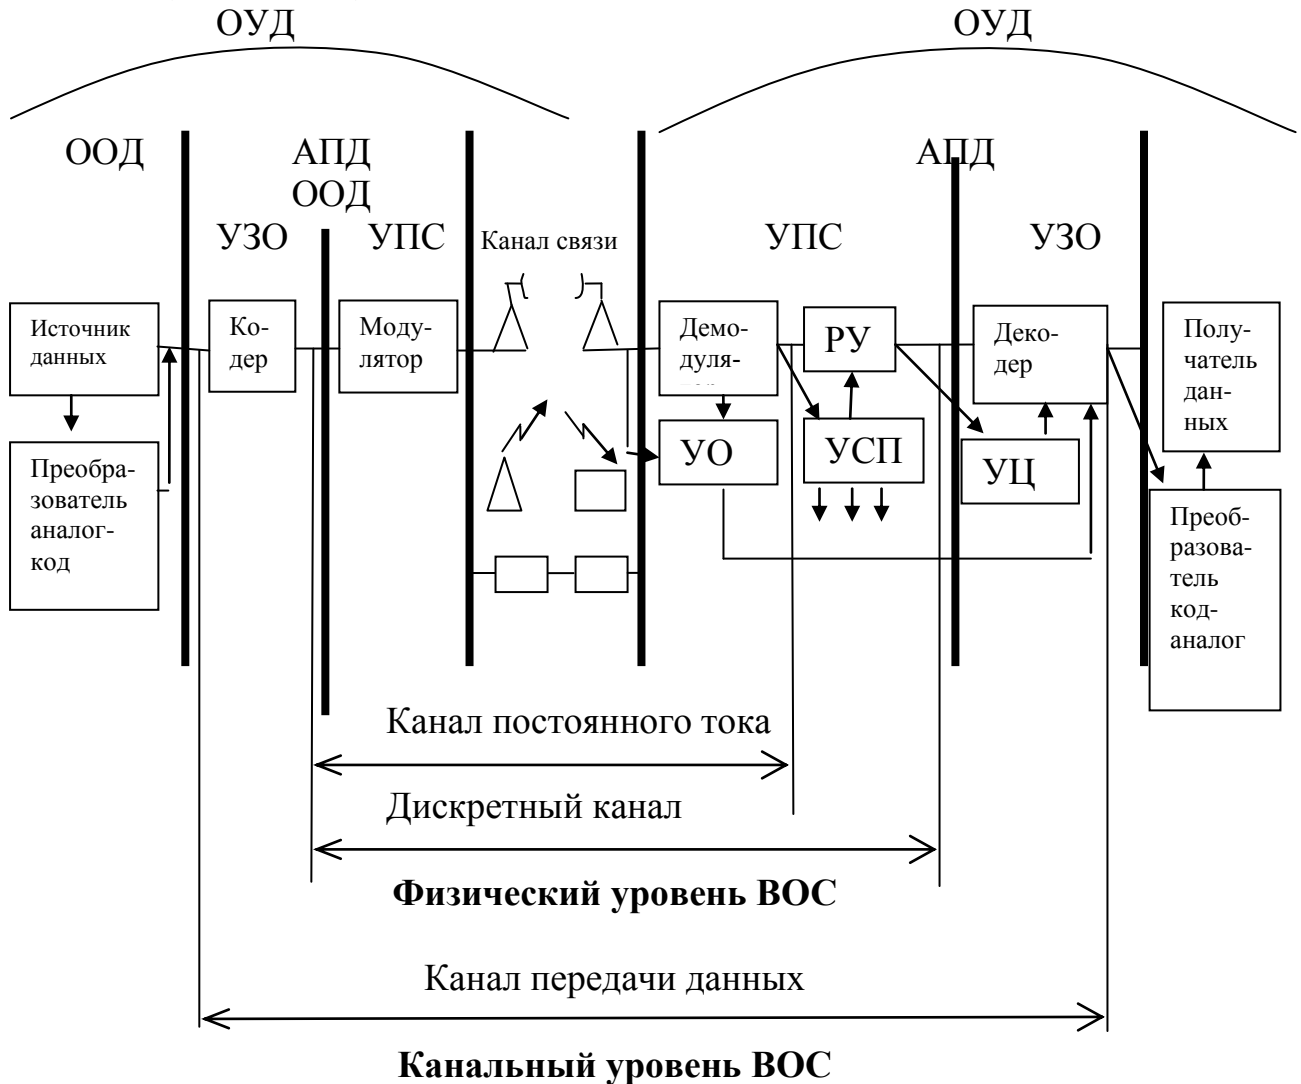 ОУД
ОУД
ООД
АПД
ООД
АПД
УЗО
УПС
Канал связи
УПС
УЗО
Источник
данных
Ко-
дер
Моду-
лятор
Демо-
дуля-
РУ
Деко-
дер
Полу-
чатель
дан-
ных
Преобра-
зователь
аналог-
код
УО
УСП
УЦ
Преоб-
разова-
тель
код-
аналог
Канал постоянного тока
Дискретный канал
Физический уровень ВОС
Канал передачи данных
Канальный уровень ВОС